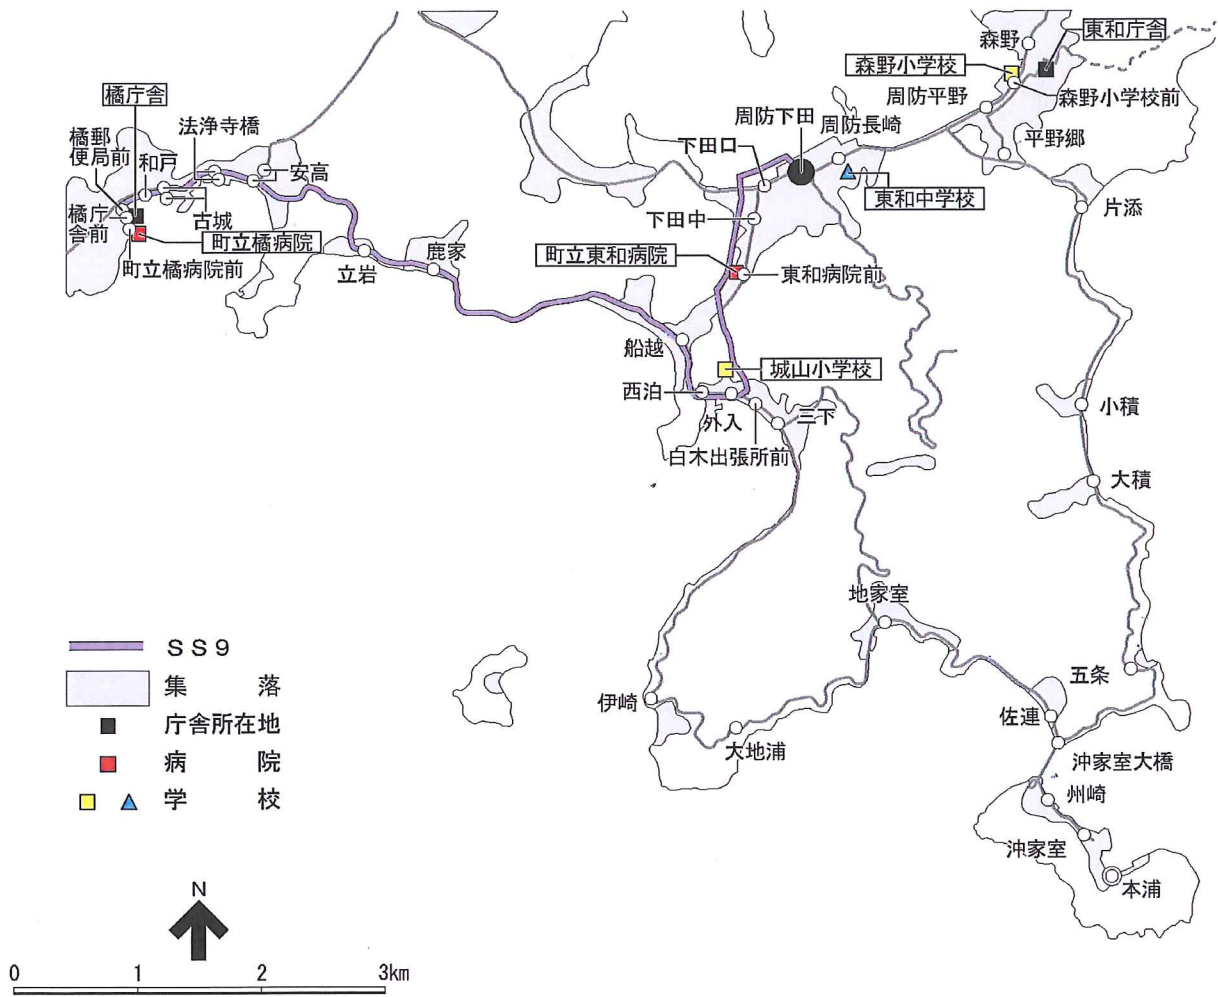 森野
東和庁舎
森野小学校
森野小学校前
周防平野
橘庁舎
法浄寺橋
周防下田
周防長崎
平野郷
橘郵
便局前
和戸
下田口
安高
東和中学校
片添
橘庁
舎前
古城
下田中
町立橘病院
町立橘病院前
鹿家
立岩
町立東和病院
東和病院前
船越
城山小学校
西泊
小積
外入
三下
白木出張所前
大積
地家室
SS9
集落
庁舎所在地
病院
学校
伊崎
大地浦
五条
佐連
沖家室大橋
州崎
沖家室
本浦
N
0 1 2 3km